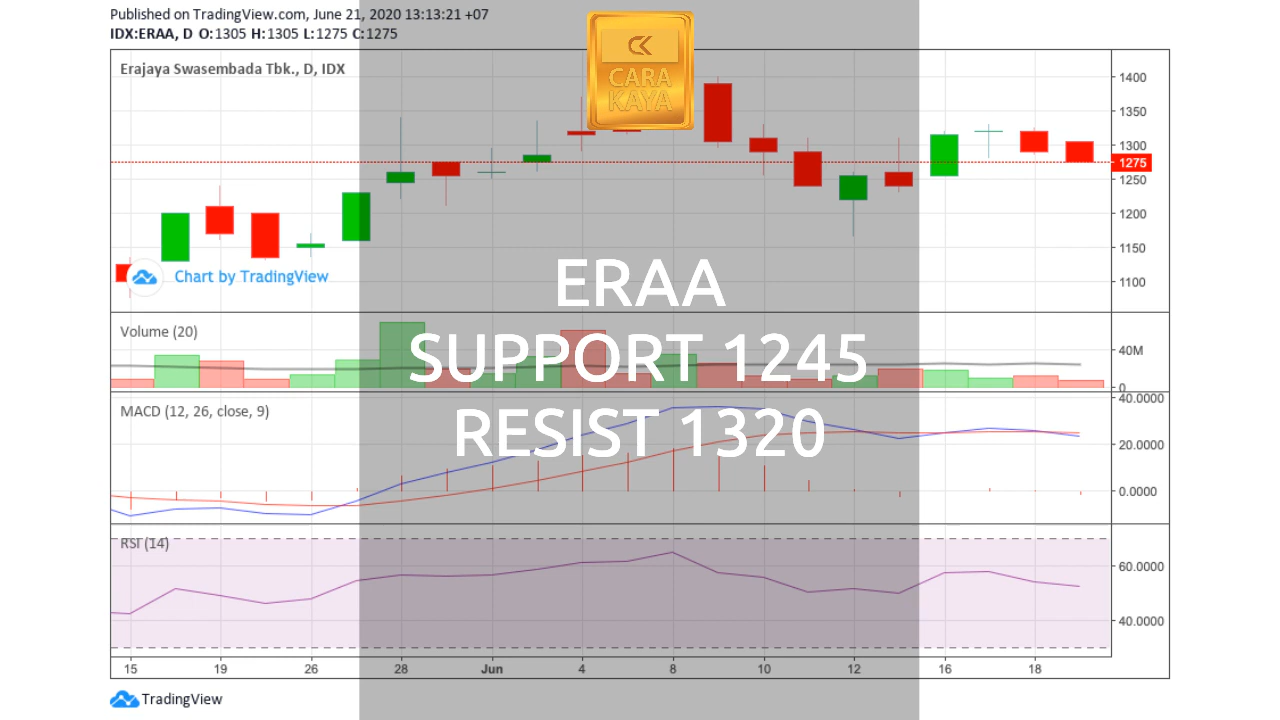 Published on TradingView.com, June 21, 2020 13:13:21 +07
IDX:ERAA, D O:1305 H:1305 L:1275 C:1275
CK
CARA
KAYA
Erajaya Swasembada Tbk., D, IDX
1400
1350
1300
1275
1250
1200
1150
1100
Chart by TradingView
ERAA
SUPPORT 1245
RESIST 1320
Volume (20)
40M
0
MACD (12, 26, close, 9)
40.0000
20.0000
0.0000
RSI (14)
60.0000
40.0000
15 19 26 28 Jun 4 8 10 12 16 18
TradingView